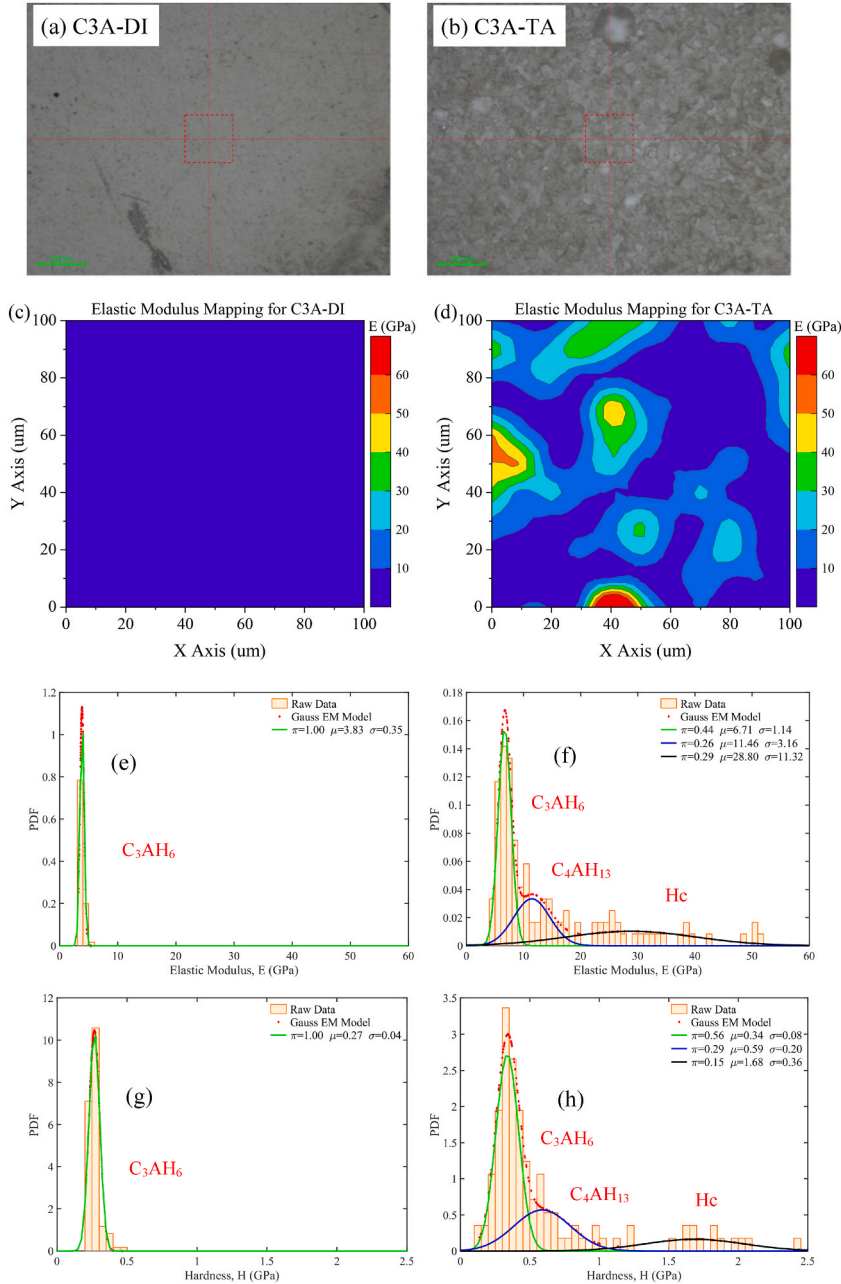 (a) C3A-DI
(b) C3A-TA
(c)
Elastic Modulus Mapping for C3A-DI
E (GPa)
100
80
60
40
20
0
Y Axis (um)
0 20 40 60 80 100
X Axis (um)
60
50
40
30
20
10
(d)
Elastic Modulus Mapping for C3A-TA
E (GPa)
100
80
60
40
20
0
Y Axis (um)
0 20 40 60 80 100
X Axis (um)
60
50
40
30
20
10
1.2
1
0.8
0.6
0.4
0.2
0
PDF
Raw Data
Gauss EM Model
π=1.00 μ=3.83 σ=0.35
(e)
C₃AH₆
0 10 20 30 40 50 60
Elastic Modulus, E (GPa)
0.18
0.16
0.14
0.12
0.1
0.08
0.06
0.04
0.02
0
PDF
Raw Data
Gauss EM Model
π=0.44 μ=6.71 σ=1.14
π=0.26 μ=11.46 σ=3.16
π=0.29 μ=28.80 σ=11.32
(f)
C₃AH₆
C₄AH₁₃
Hc
0 10 20 30 40 50 60
Elastic Modulus, E (GPa)
12
10
8
6
4
2
0
PDF
Raw Data
Gauss EM Model
π=1.00 μ=0.27 σ=0.04
(g)
C₃AH₆
0 0.5 1 1.5 2 2.5
Hardness, H (GPa)
3.5
3
2.5
2
1.5
1
0.5
0
PDF
Raw Data
Gauss EM Model
π=0.56 μ=0.34 σ=0.08
π=0.29 μ=0.59 σ=0.20
π=0.15 μ=1.68 σ=0.36
(h)
C₃AH₆
C₄AH₁₃
Hc
0 0.5 1 1.5 2 2.5
Hardness, H (GPa)